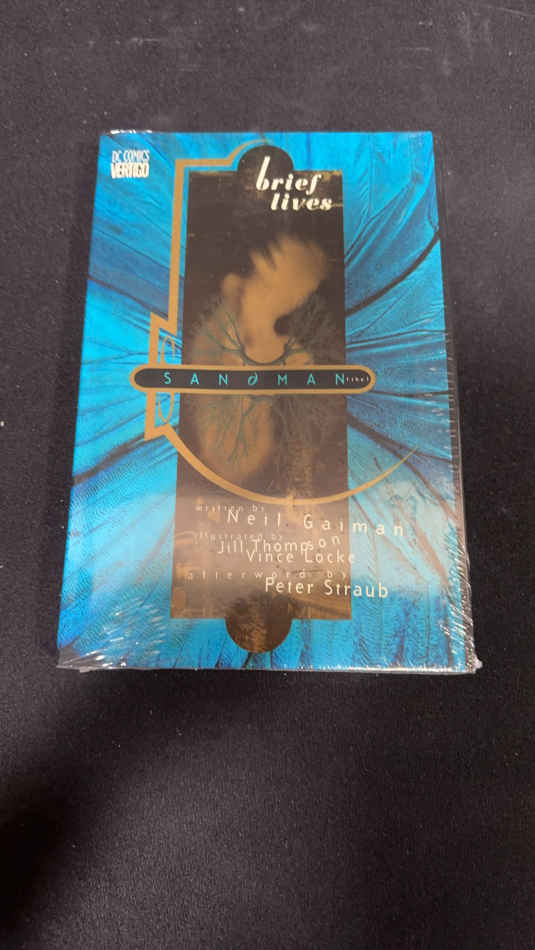 DC COMICS
VERTIGO
brief
lives
SANdMAN
written by
Neil Gaiman
illustrated by
Jill Thompson
Vince Locke
afterword by
Peter Straub